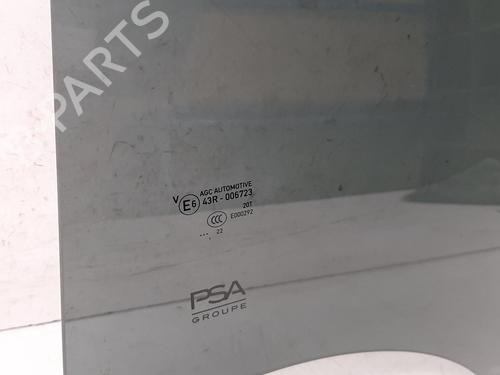 B PARTS
AGC AUTOMOTIVE
V E6 43R - 006723
20T
CCC E000292
... 22
PSA
GROUPE